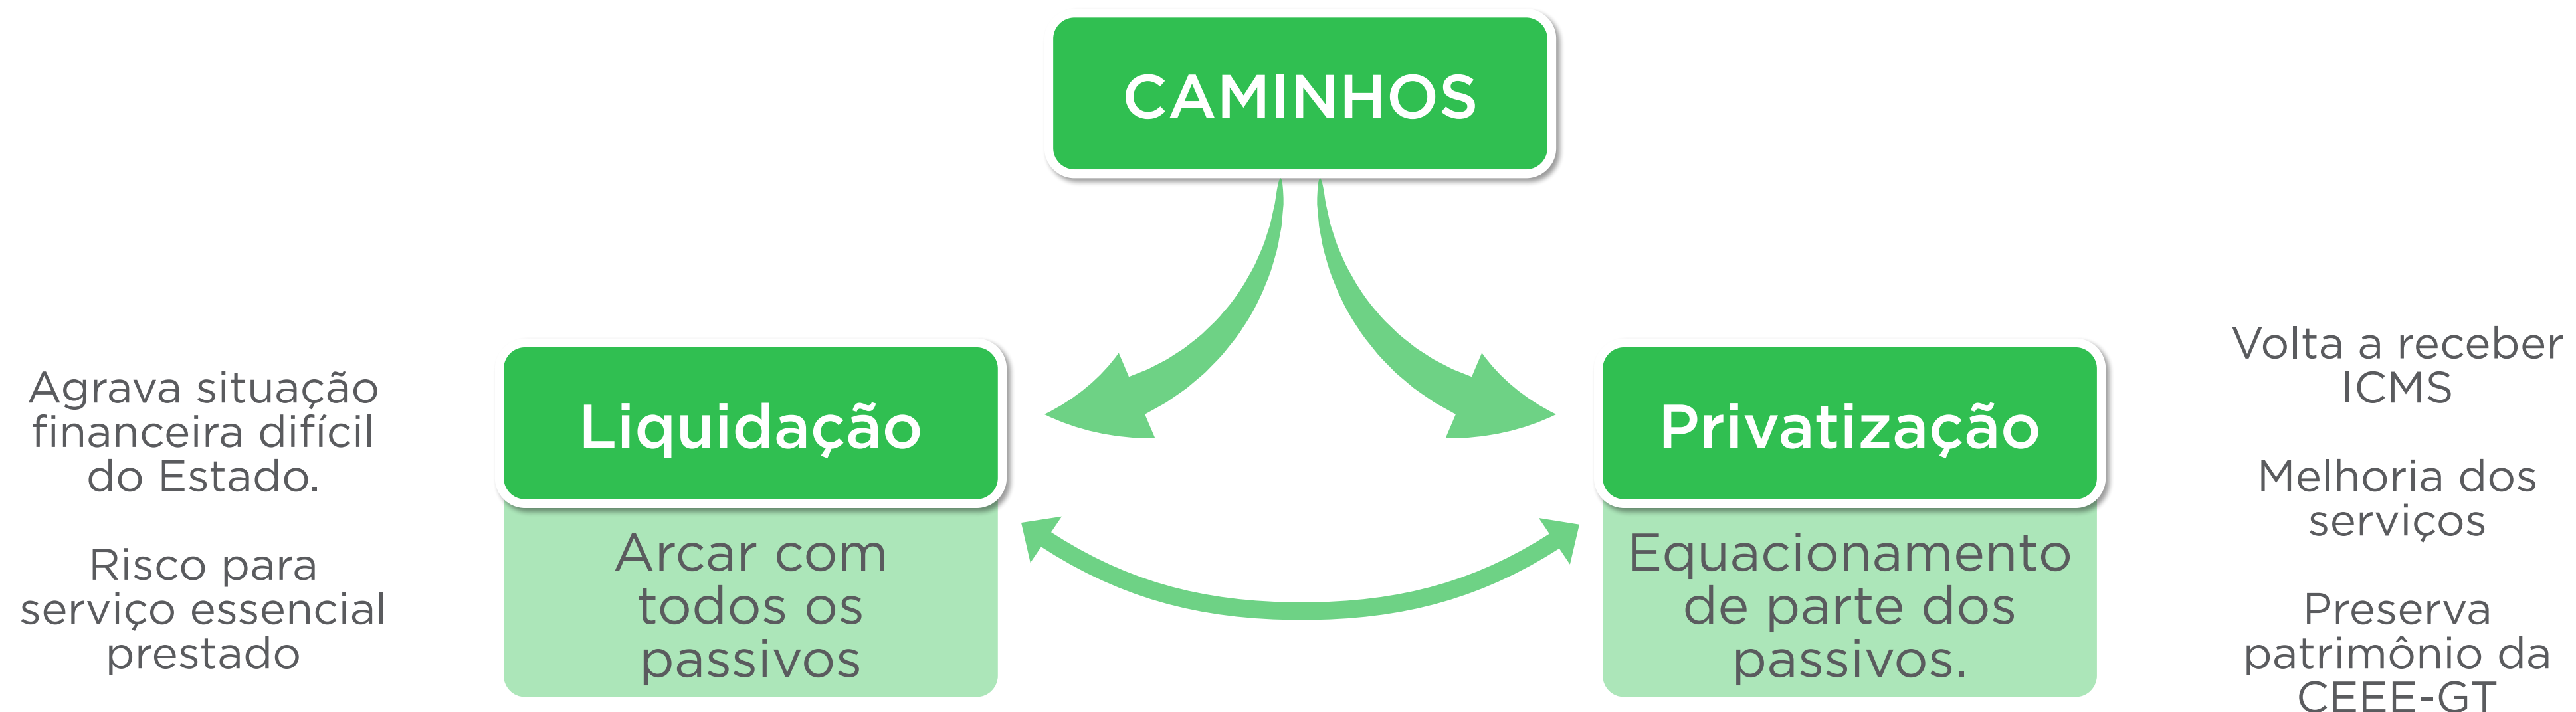 CAMINHOS
Agrava situação
financeira difícil
do Estado.
Risco para
serviço essencial
prestado
Liquidação
Arcar com
todos os
passivos
Privatização
Equacionamento
de parte dos
passivos.
Volta a receber
ICMS
Melhoria dos
serviços
Preserva
patrimônio da
CEEE-GT